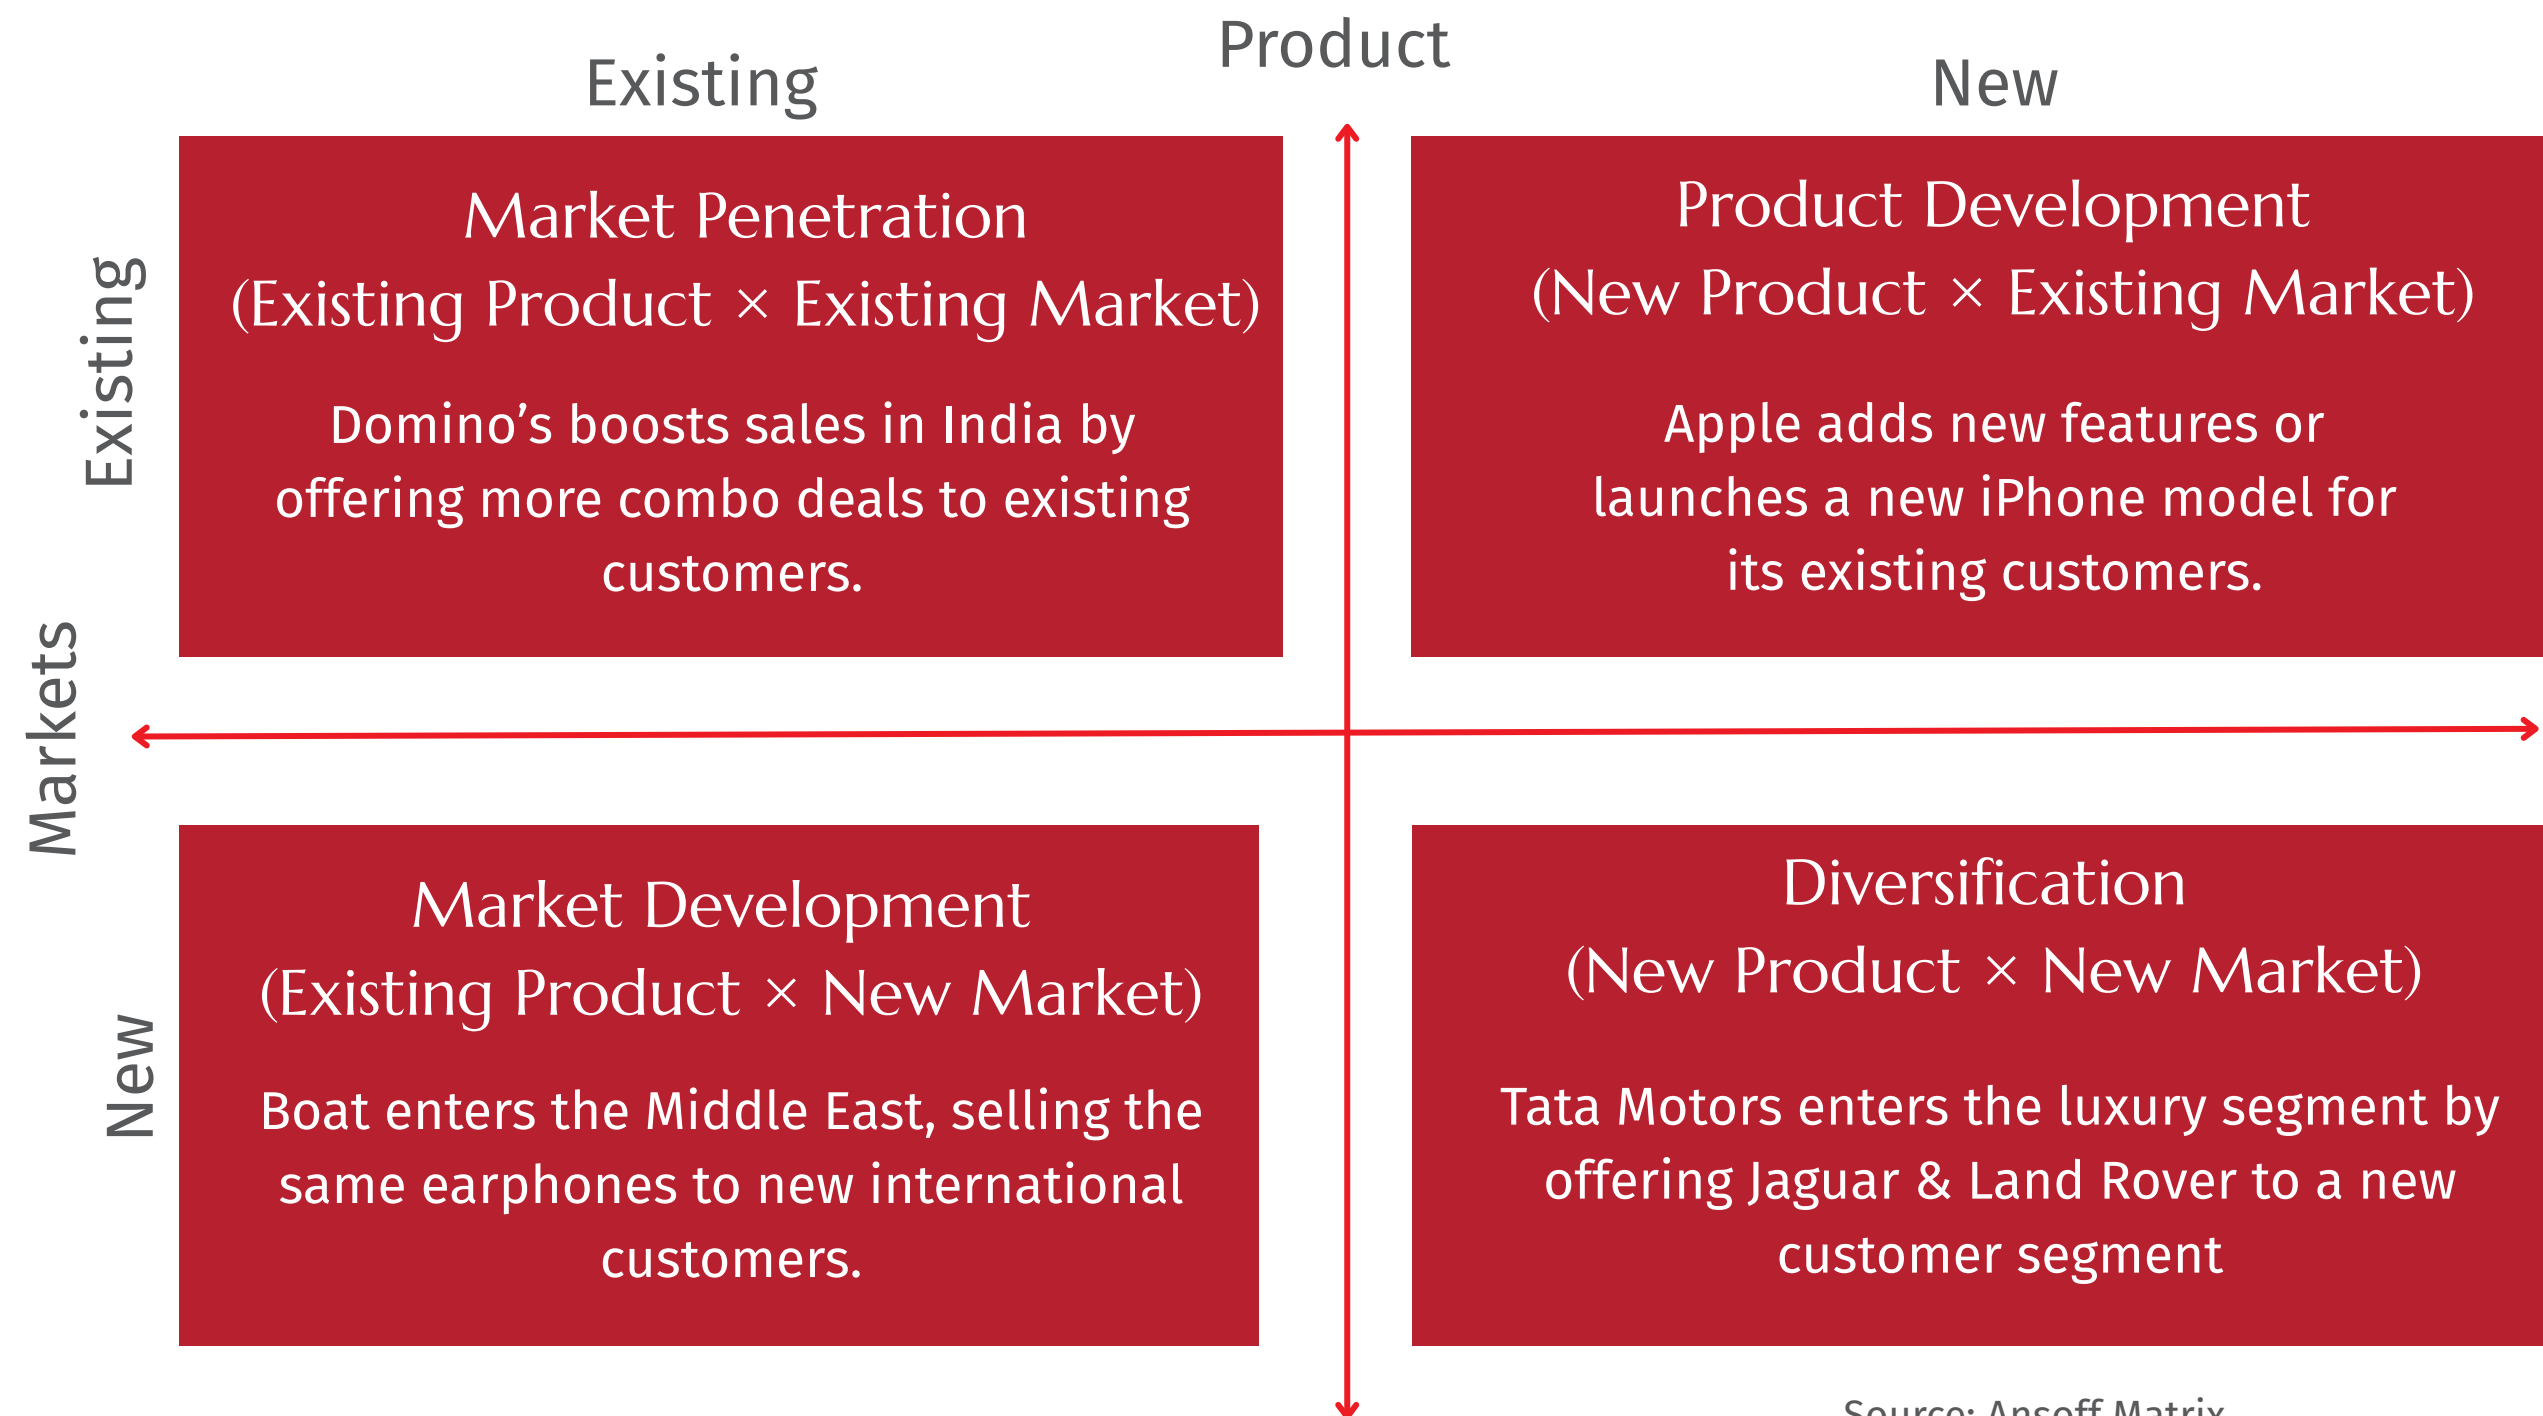 Product
Existing
New
Existing
Markets
New
Market Penetration
(Existing Product × Existing Market)
Domino’s boosts sales in India by
offering more combo deals to existing
customers.
Product Development
(New Product × Existing Market)
Apple adds new features or
launches a new iPhone model for
its existing customers.
Market Development
(Existing Product × New Market)
Boat enters the Middle East, selling the
same earphones to new international
customers.
Diversification
(New Product × New Market)
Tata Motors enters the luxury segment by
offering Jaguar & Land Rover to a new
customer segment
Source: Ansoff Matrix